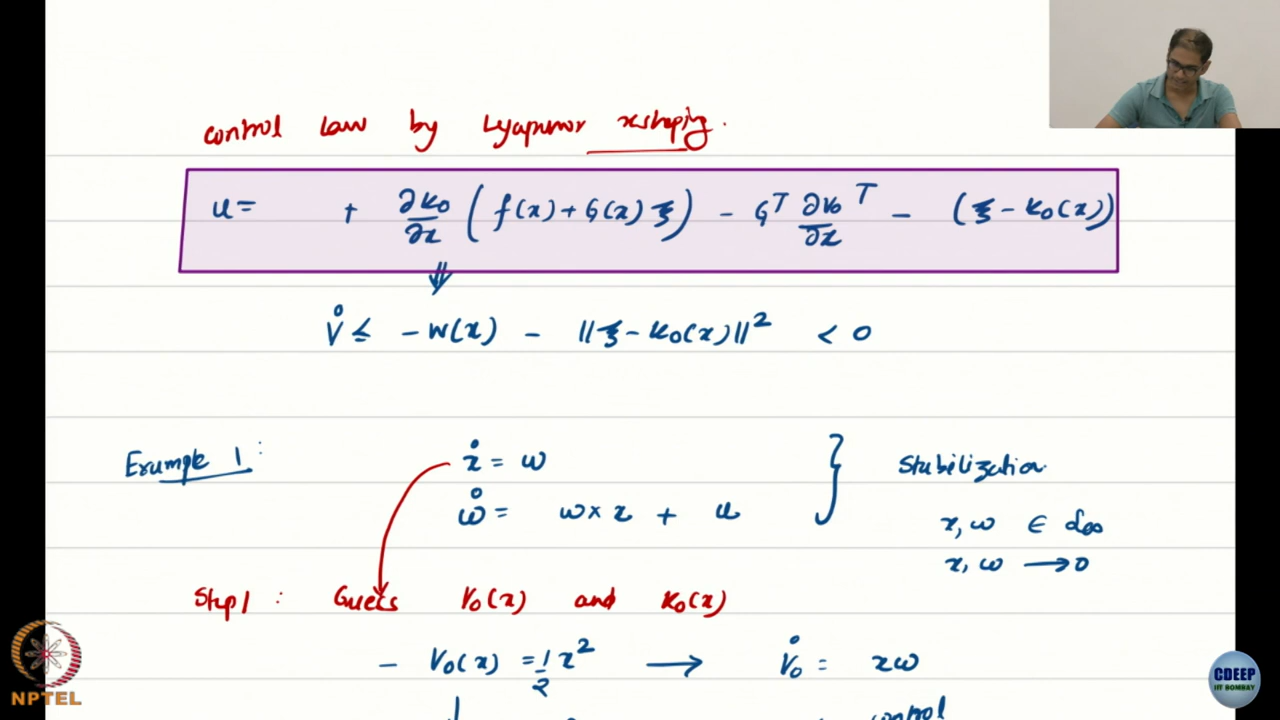 control law by Lyapunov reshaping.
u = + ∂k₀/∂x ( f(x) + G(x) ξ ) - Gᵀ ∂V₀/∂x ᵀ - (ξ - k₀(x))
⇓
V̇ ≤ -W(x) - ||ξ - k₀(x)||² < 0
Example 1: ẋ = ω
ω̇ = ω × x + u } Stabilization
x, ω ∈ L∞
x, ω → 0
Step 1 : Guess V₀(x) and k₀(x)
- V₀(x) = 1/2 x² → V̇₀ = xω
control
NPTEL
CDEEP
IIT BOMBAY